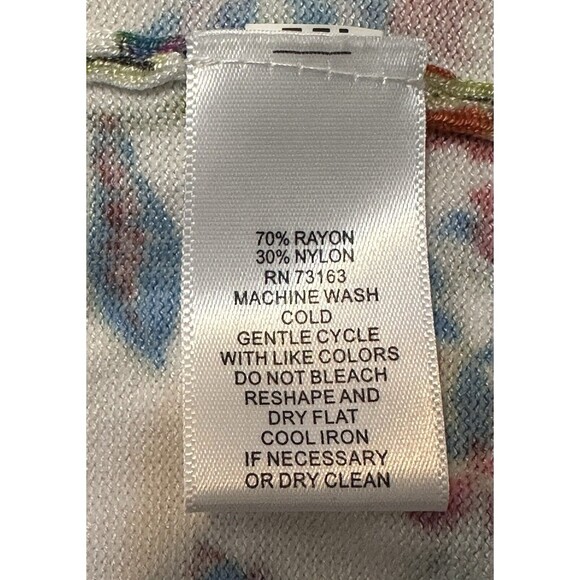 70% RAYON
30% NYLON
RN 73163
MACHINE WASH
COLD
GENTLE CYCLE
WITH LIKE COLORS
DO NOT BLEACH
RESHAPE AND
DRY FLAT
COOL IRON
IF NECESSARY
OR DRY CLEAN